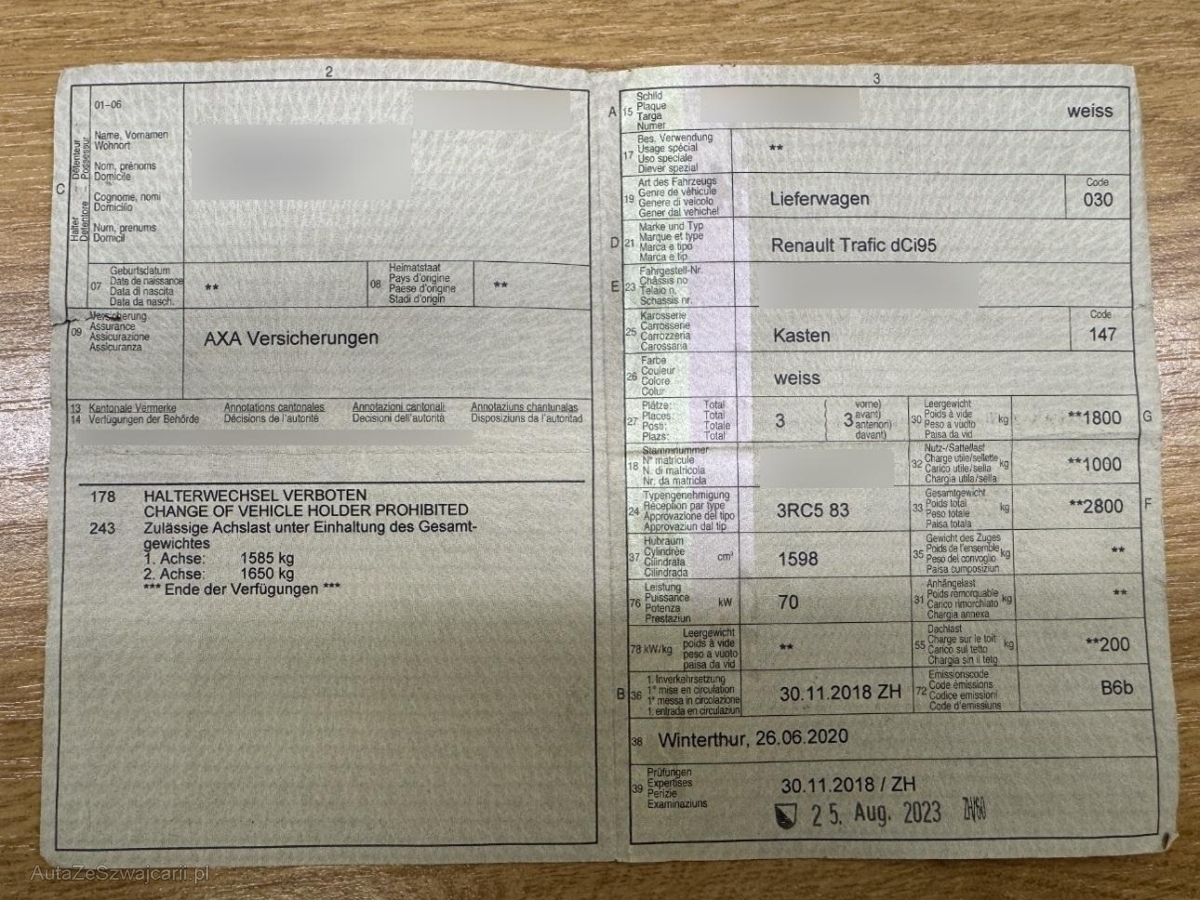 2
01-06
C
Halter – Détenteur
Detentore – Possessur
Name, Vornamen
Wohnort
Nom, prénoms
Domicile
Cognome, nomi
Domicilio
Num, prenums
Domicil
07
Geburtsdatum
Date de naissance
Data di nascita
Data da nasch.
**
08
Heimatstaat
Pays d'origine
Paese d'origine
Stadi d'origin
**
09
Versicherung
Assurance
Assicurazione
Assicuranza
AXA Versicherungen
13 Kantonale Vermerke Annotations cantonales Annotazioni cantonali Annotaziuns chantunalas
14 Verfügungen der Behörde Décisions de l'autorité Decisioni dell'autorità Disposiziuns da l'autoritad
178 HALTERWECHSEL VERBOTEN
CHANGE OF VEHICLE HOLDER PROHIBITED
243 Zulässige Achslast unter Einhaltung des Gesamt-
gewichtes
1. Achse: 1585 kg
2. Achse: 1650 kg
*** Ende der Verfügungen ***
3
A 15
Schild
Plaque
Targa
Numer
weiss
17
Bes. Verwendung
Usage spécial
Uso speciale
Diever spezial
**
19
Art des Fahrzeugs
Genre de véhicule
Genere di veicolo
Gener dal vehichel
Lieferwagen
Code
030
D 21
Marke und Typ
Marque et type
Marca e tipo
Marca e tip
Renault Trafic dCi95
E 23
Fahrgestell-Nr.
Châssis no
Telaio n.
Schassis nr.
25
Karosserie
Carrosserie
Carrozzeria
Carossaria
Kasten
Code
147
26
Farbe
Couleur
Colore
Colur
weiss
27
Plätze: Total
Places: Total
Posti: Totale
Plazs: Total
3
( vorne)
( 3 avant)
( anteriori)
( davant)
30
Leergewicht
Poids à vide
Peso a vuoto
Paisa da vid
kg
**1800
G
18
Stammnummer
N° matricule
N. di matricola
Nr. da matricla
32
Nutz-/Sattellast
Charge utile/sellette
Carico utile/sella
Chargia utila/sella
kg
**1000
24
Typengenehmigung
Réception par type
Approvazione del tipo
Approvaziun dal tip
3RC5 83
33
Gesamtgewicht
Poids total
Peso totale
Paisa totala
kg
**2800
F
37
Hubraum
Cylindrée
Cilindrata
Cilindrada
cm³
1598
35
Gewicht des Zuges
Poids de l'ensemble
Peso del convoglio
Paisa cumposiziun
kg
**
76
Leistung
Puissance
Potenza
Prestaziun
kW
70
31
Anhängelast
Poids remorquable
Carico rimorchiato
Chargia annexa
kg
**
78 kW/kg
Leergewicht
poids à vide
peso a vuoto
paisa da vid
**
55
Dachlast
Charge sur le toit
Carico sul tetto
Chargia sin il tetg
kg
**200
B 36
1. Inverkehrsetzung
1re mise en circulation
1a messa in circolazione
1. entrada en circulaziun
30.11.2018 ZH
72
Emissionscode
Code émissions
Codice emissioni
Code d'emissiuns
B6b
38 Winterthur, 26.06.2020
39
Prüfungen
Expertises
Perizie
Examinaziuns
30.11.2018 / ZH
25. Aug. 2023
AutaZeSzwajcarii.pl